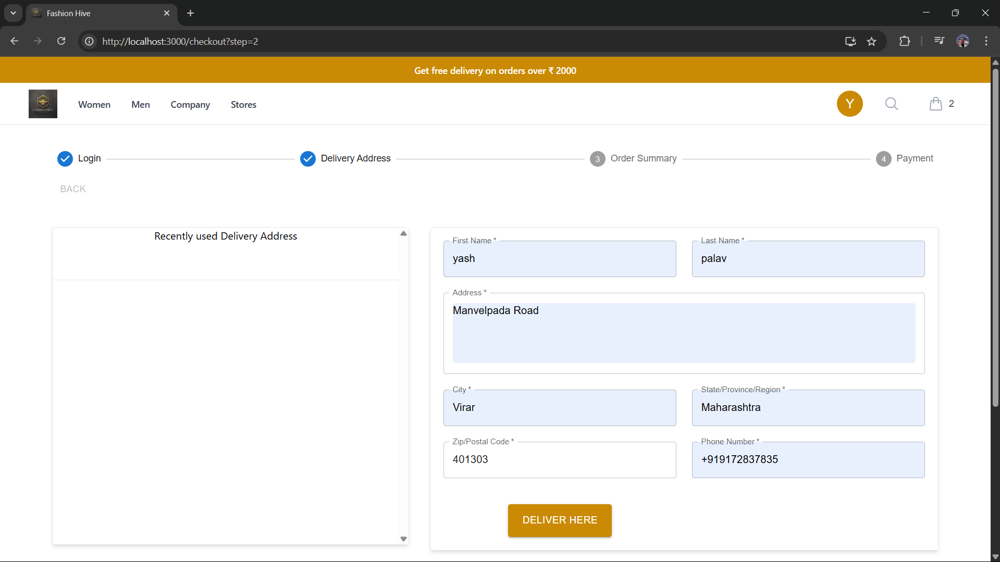 Fashion Hive
http://localhost:3000/checkout?step=2
Get free delivery on orders over ₹ 2000
FASHION HIVE
Women Men Company Stores Y 2
Login Delivery Address 3 Order Summary 4 Payment
BACK
Recently used Delivery Address
First Name *
yash
Last Name *
palav
Address *
Manvelpada Road
City *
Virar
State/Province/Region *
Maharashtra
Zip/Postal Code *
401303
Phone Number *
+919172837835
DELIVER HERE